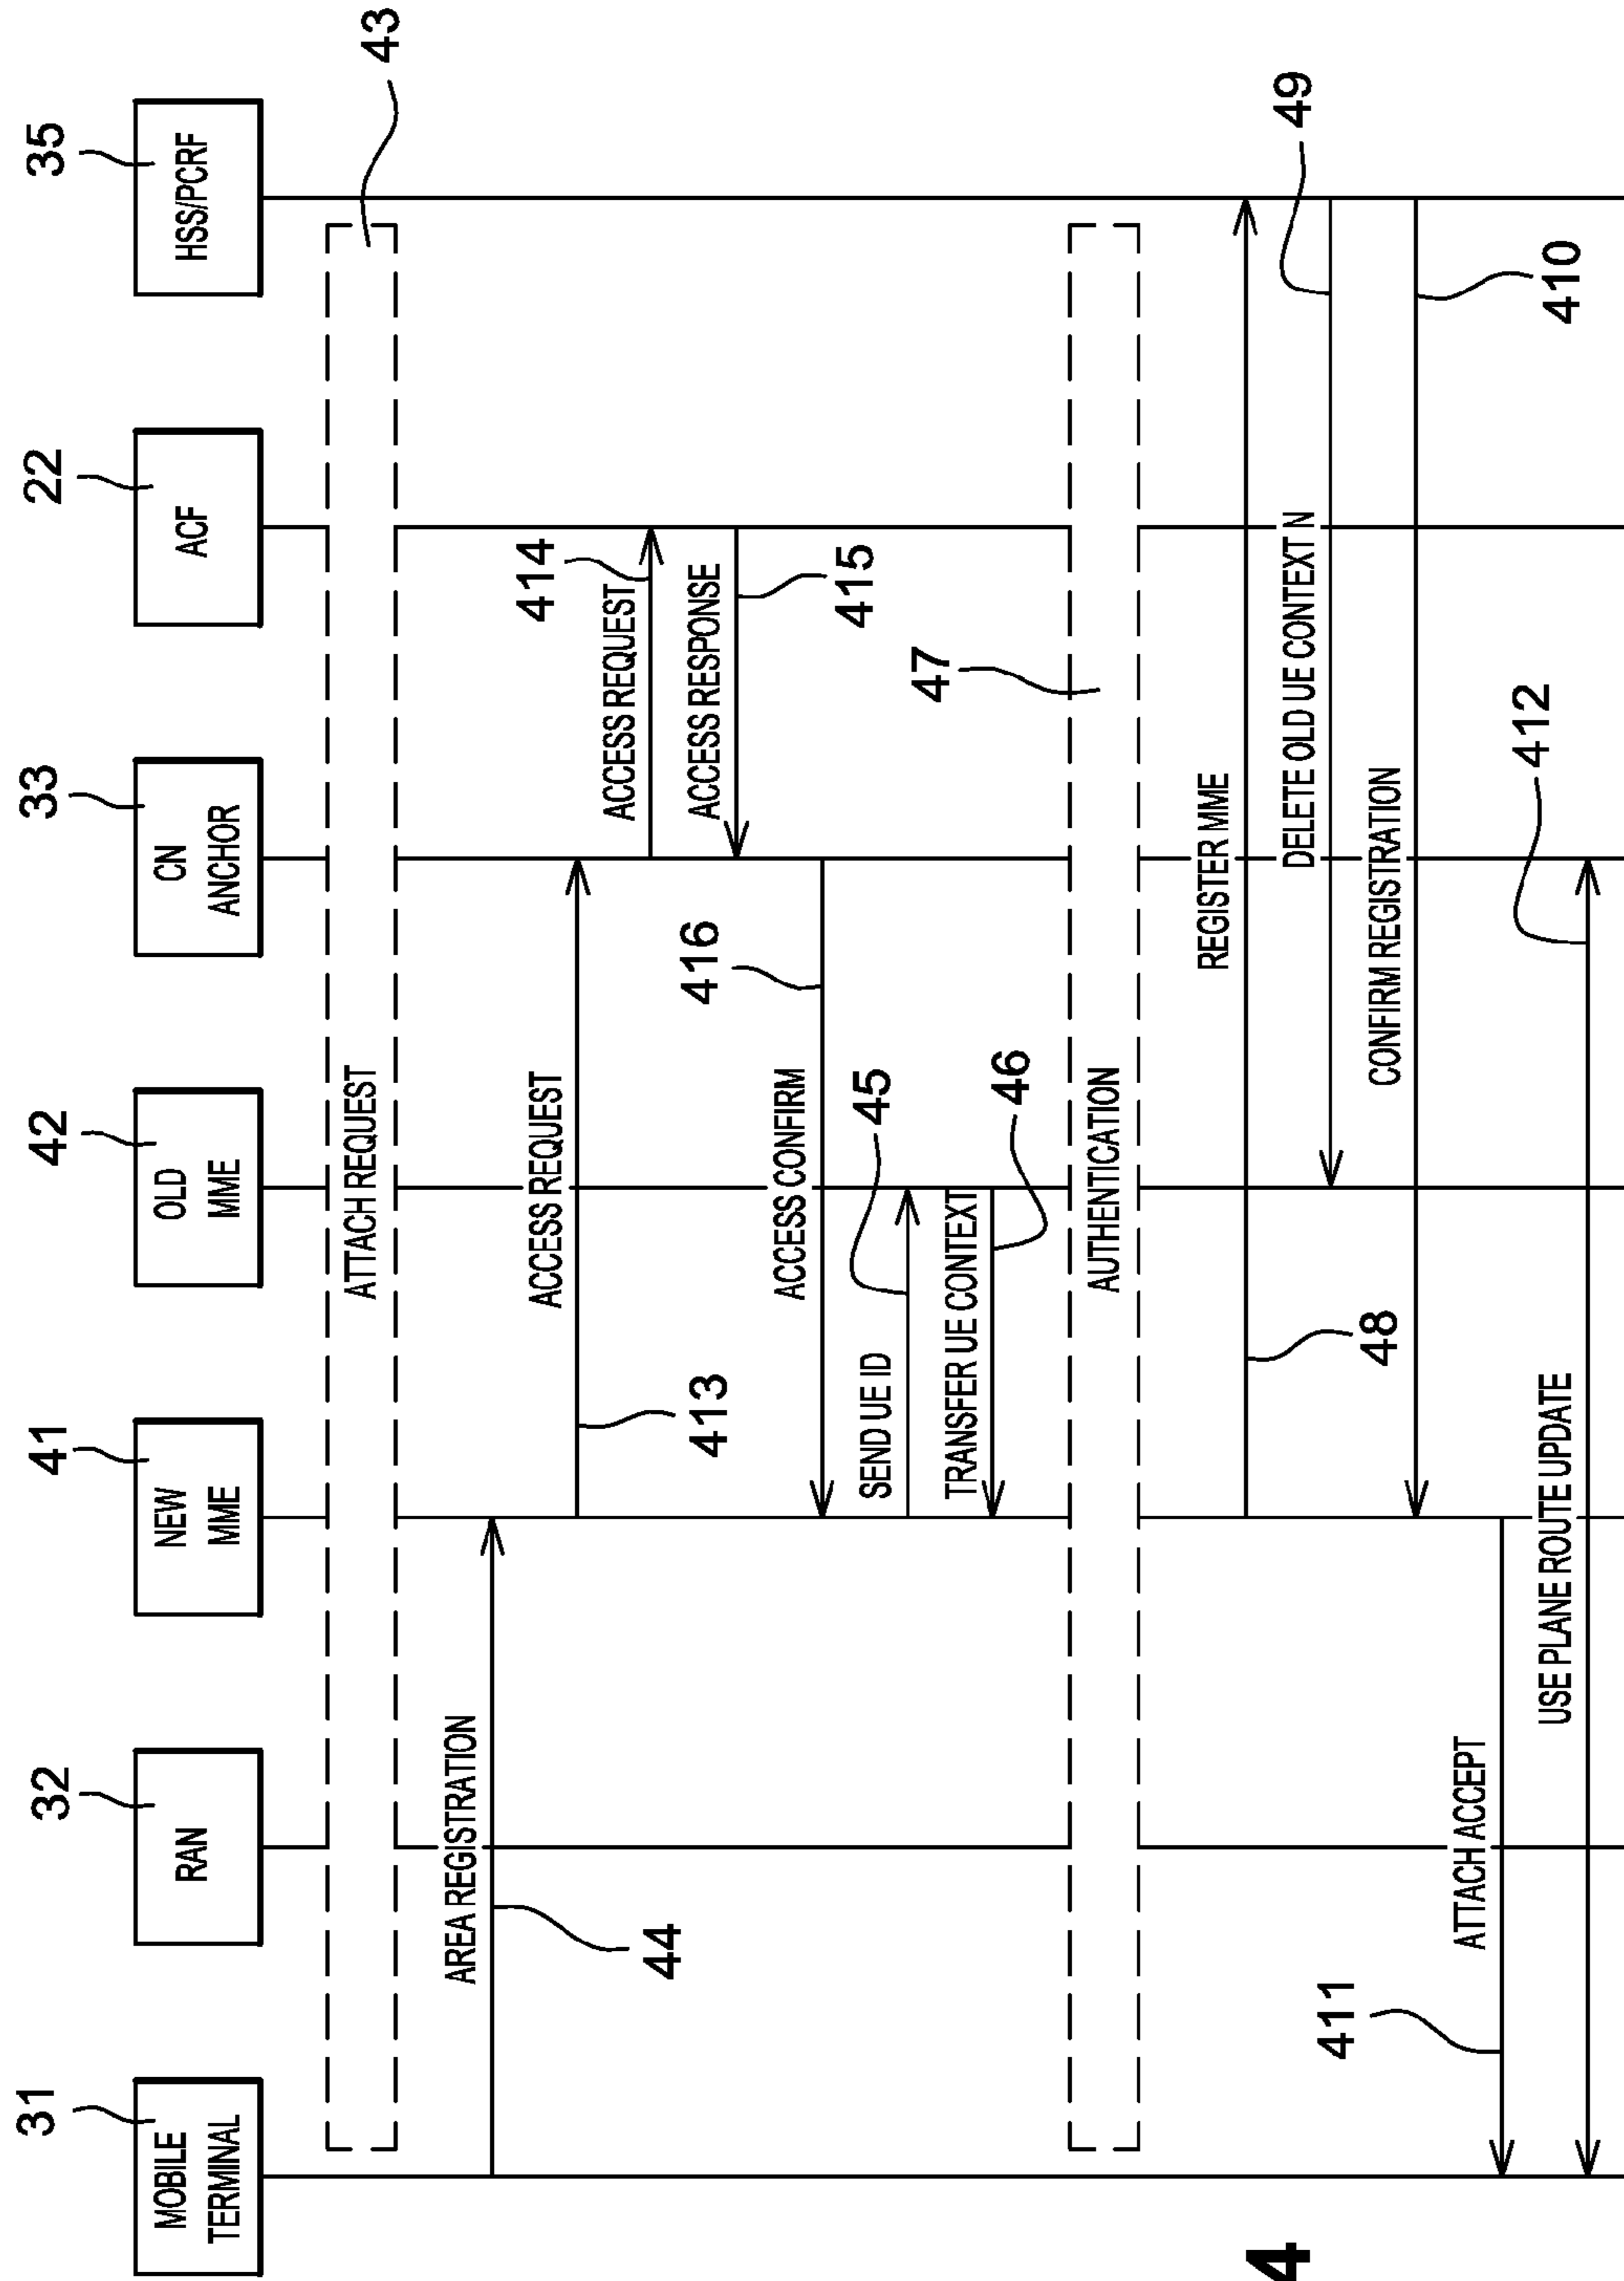 31
32
41
42
33
22
35
MOBILE
TERMINAL
RAN
NEW
MME
OLD
MME
CN
ANCHOR
ACF
HSS/PCRF
ATTACH REQUEST
43
AREA REGISTRATION
44
ACCESS REQUEST
413
414
ACCESS REQUEST
ACCESS RESPONSE
415
416
ACCESS CONFIRM
45
SEND UE ID
TRANSFER UE CONTEXT
46
47
AUTHENTICATION
REGISTER MME
48
49
DELETE OLD UE CONTEXT N
CONFIRM REGISTRATION
410
411
ATTACH ACCEPT
412
USE PLANE ROUTE UPDATE
4